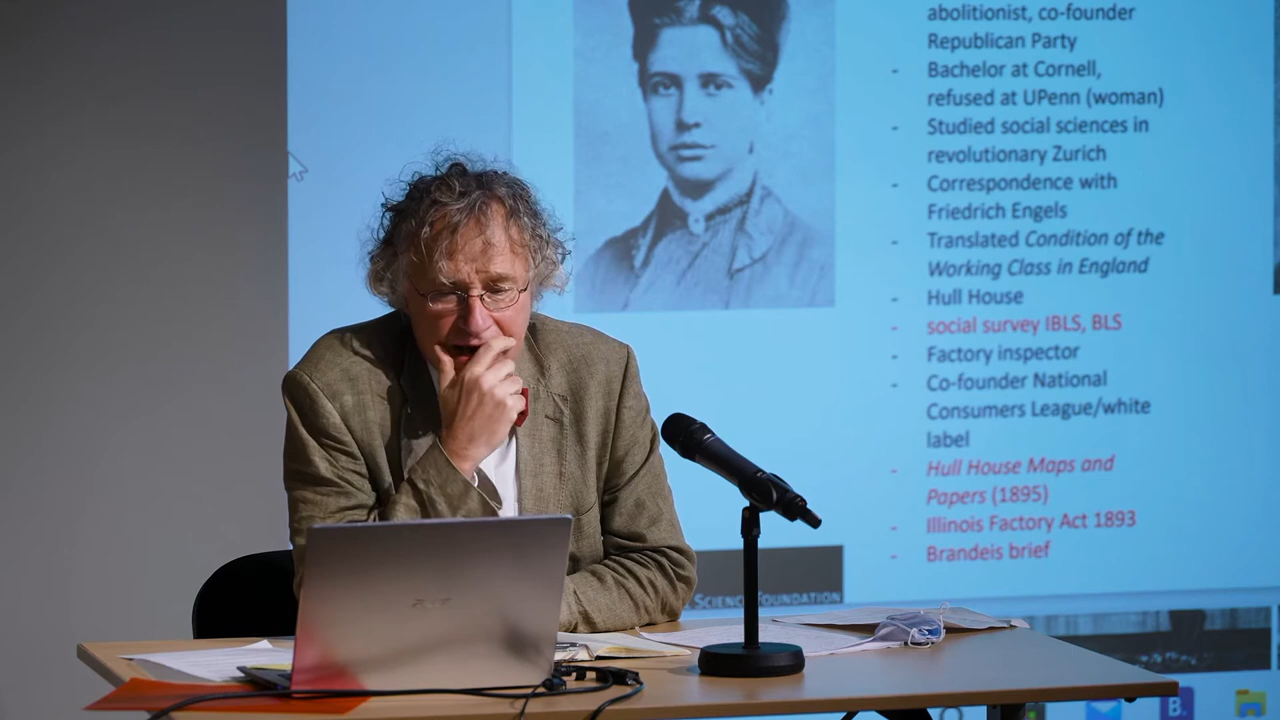 abolitionist, co-founder
Republican Party
- Bachelor at Cornell,
refused at UPenn (woman)
- Studied social sciences in
revolutionary Zurich
- Correspondence with
Friedrich Engels
- Translated Condition of the
Working Class in England
- Hull House
- social survey IBLS, BLS
- Factory inspector
- Co-founder National
Consumers League/white
label
- Hull House Maps and
Papers (1895)
- Illinois Factory Act 1893
- Brandeis brief
SCIENCE FOUNDATION
acer
B.